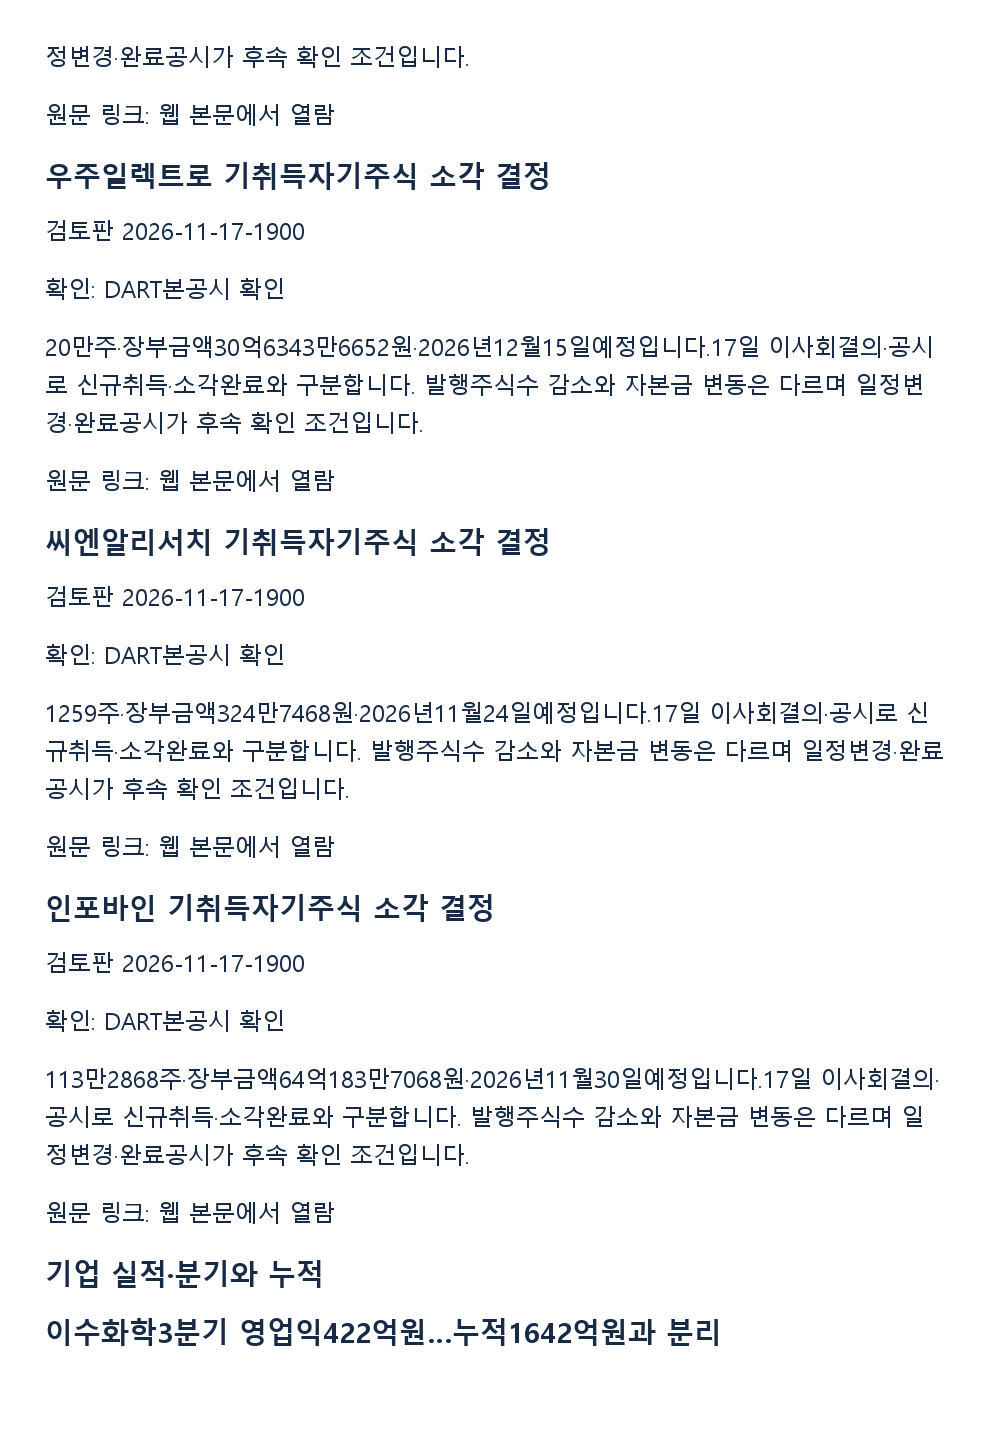 정변경·완료공시가 후속 확인 조건입니다.
원문 링크: 웹 본문에서 열람
우주일렉트로 기취득자기주식 소각 결정
검토판 2026-11-17-1900
확인: DART본공시 확인
20만주·장부금액30억6343만6652원·2026년12월15일예정입니다.17일 이사회결의·공시
로 신규취득·소각완료와 구분합니다. 발행주식수 감소와 자본금 변동은 다르며 일정변
경·완료공시가 후속 확인 조건입니다.
원문 링크: 웹 본문에서 열람
씨엔알리서치 기취득자기주식 소각 결정
검토판 2026-11-17-1900
확인: DART본공시 확인
1259주·장부금액324만7468원·2026년11월24일예정입니다.17일 이사회결의·공시로 신
규취득·소각완료와 구분합니다. 발행주식수 감소와 자본금 변동은 다르며 일정변경·완료
공시가 후속 확인 조건입니다.
원문 링크: 웹 본문에서 열람
인포바인 기취득자기주식 소각 결정
검토판 2026-11-17-1900
확인: DART본공시 확인
113만2868주·장부금액64억183만7068원·2026년11월30일예정입니다.17일 이사회결의·
공시로 신규취득·소각완료와 구분합니다. 발행주식수 감소와 자본금 변동은 다르며 일
정변경·완료공시가 후속 확인 조건입니다.
원문 링크: 웹 본문에서 열람
기업 실적·분기와 누적
이수화학3분기 영업익422억원…누적1642억원과 분리